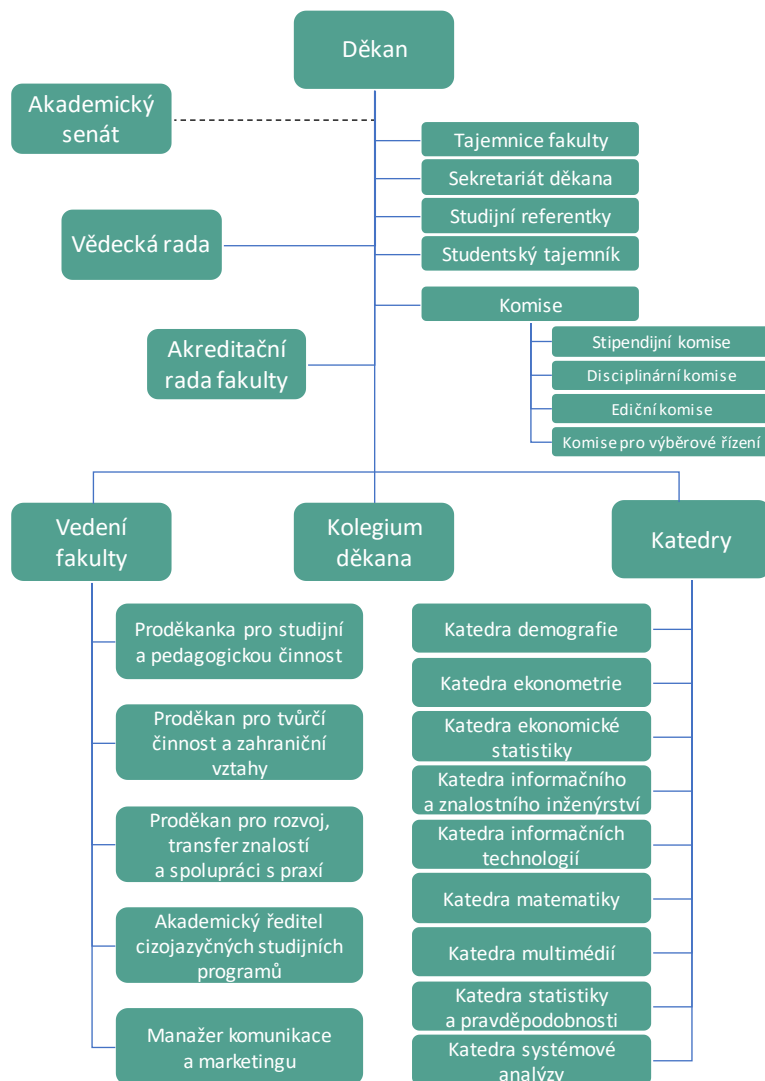 Děkan
Akademický
senát
Tajemnice fakulty
Sekretariát děkana
Studijní referentky
Vědecká rada
Studentský tajemník
Komise
Akreditační
rada fakulty
Stipendijní komise
Disciplinární komise
Ediční komise
Komise pro výběrové řízení
Vedení
fakulty
Kolegium
děkana
Katedry
Proděkanka pro studijní
a pedagogickou činnost
Proděkan pro tvůrčí
činnost a zahraniční
vztahy
Proděkan pro rozvoj,
transfer znalostí
a spolupráci s praxí
Akademický ředitel
cizojazyčných studijních
programů
Manažer komunikace
a marketingu
Katedra demografie
Katedra ekonometrie
Katedra ekonomické
statistiky
Katedra informačního
a znalostního inženýrství
Katedra informačních
technologií
Katedra matematiky
Katedra multimédií
Katedra statistiky
a pravděpodobnosti
Katedra systémové
analýzy